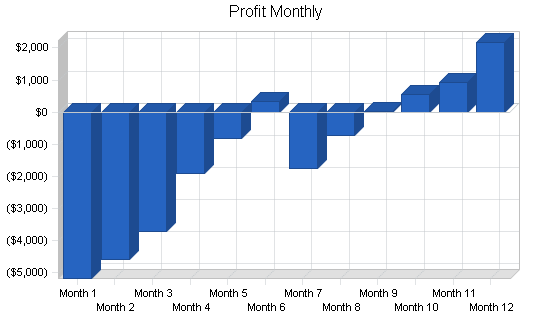 Profit Monthly
$2,000
$1,000
$0
($1,000)
($2,000)
($3,000)
($4,000)
($5,000)
Month 1 Month 3 Month 5 Month 7 Month 9 Month 11
Month 2 Month 4 Month 6 Month 8 Month 10 Month 12